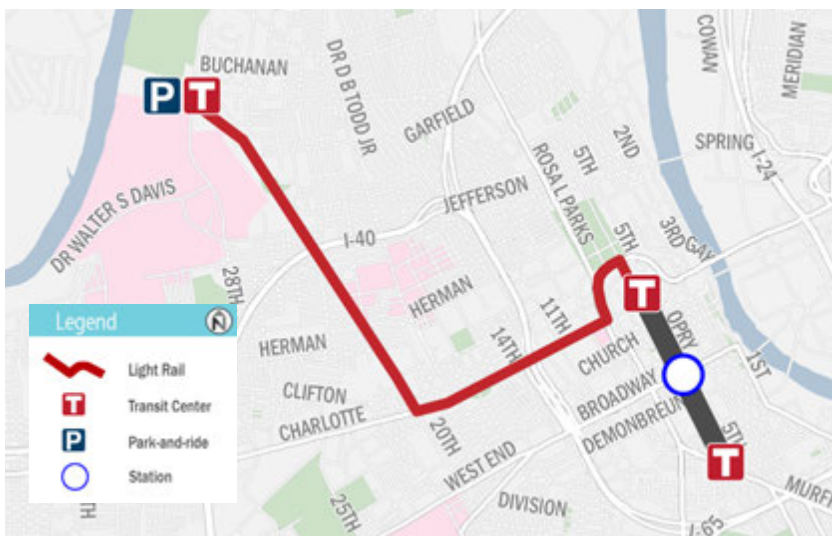 BUCHANAN
P
T
DR D B TODD JR
GARFIELD
COWAN
MERIDIAN
SPRING
I-24
2ND
5TH
ROSA L PARKS
JEFFERSON
DR WALTER S DAVIS
I-40
28TH
HERMAN
5TH
3RD
GAY
T
OPRY
1ST
11TH
14TH
CHURCH
BROADWAY
DEMONBREUN
5TH
T
Legend
N
Light Rail
T Transit Center
P Park-and-ride
Station
HERMAN
CLIFTON
CHARLOTTE
20TH
WEST END
25TH
DIVISION
I-65